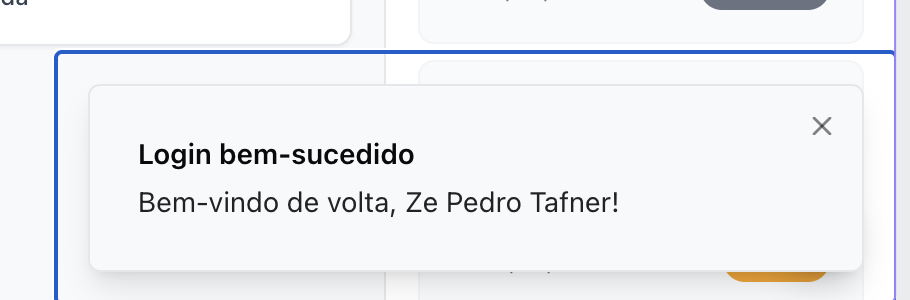 Login bem-sucedido
Bem-vindo de volta, Ze Pedro Tafner!